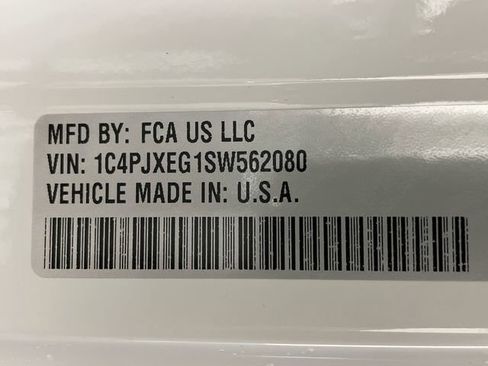 MFD BY: FCA US LLC
VIN: 1C4PJXEG1SW562080
VEHICLE MADE IN: U.S.A.